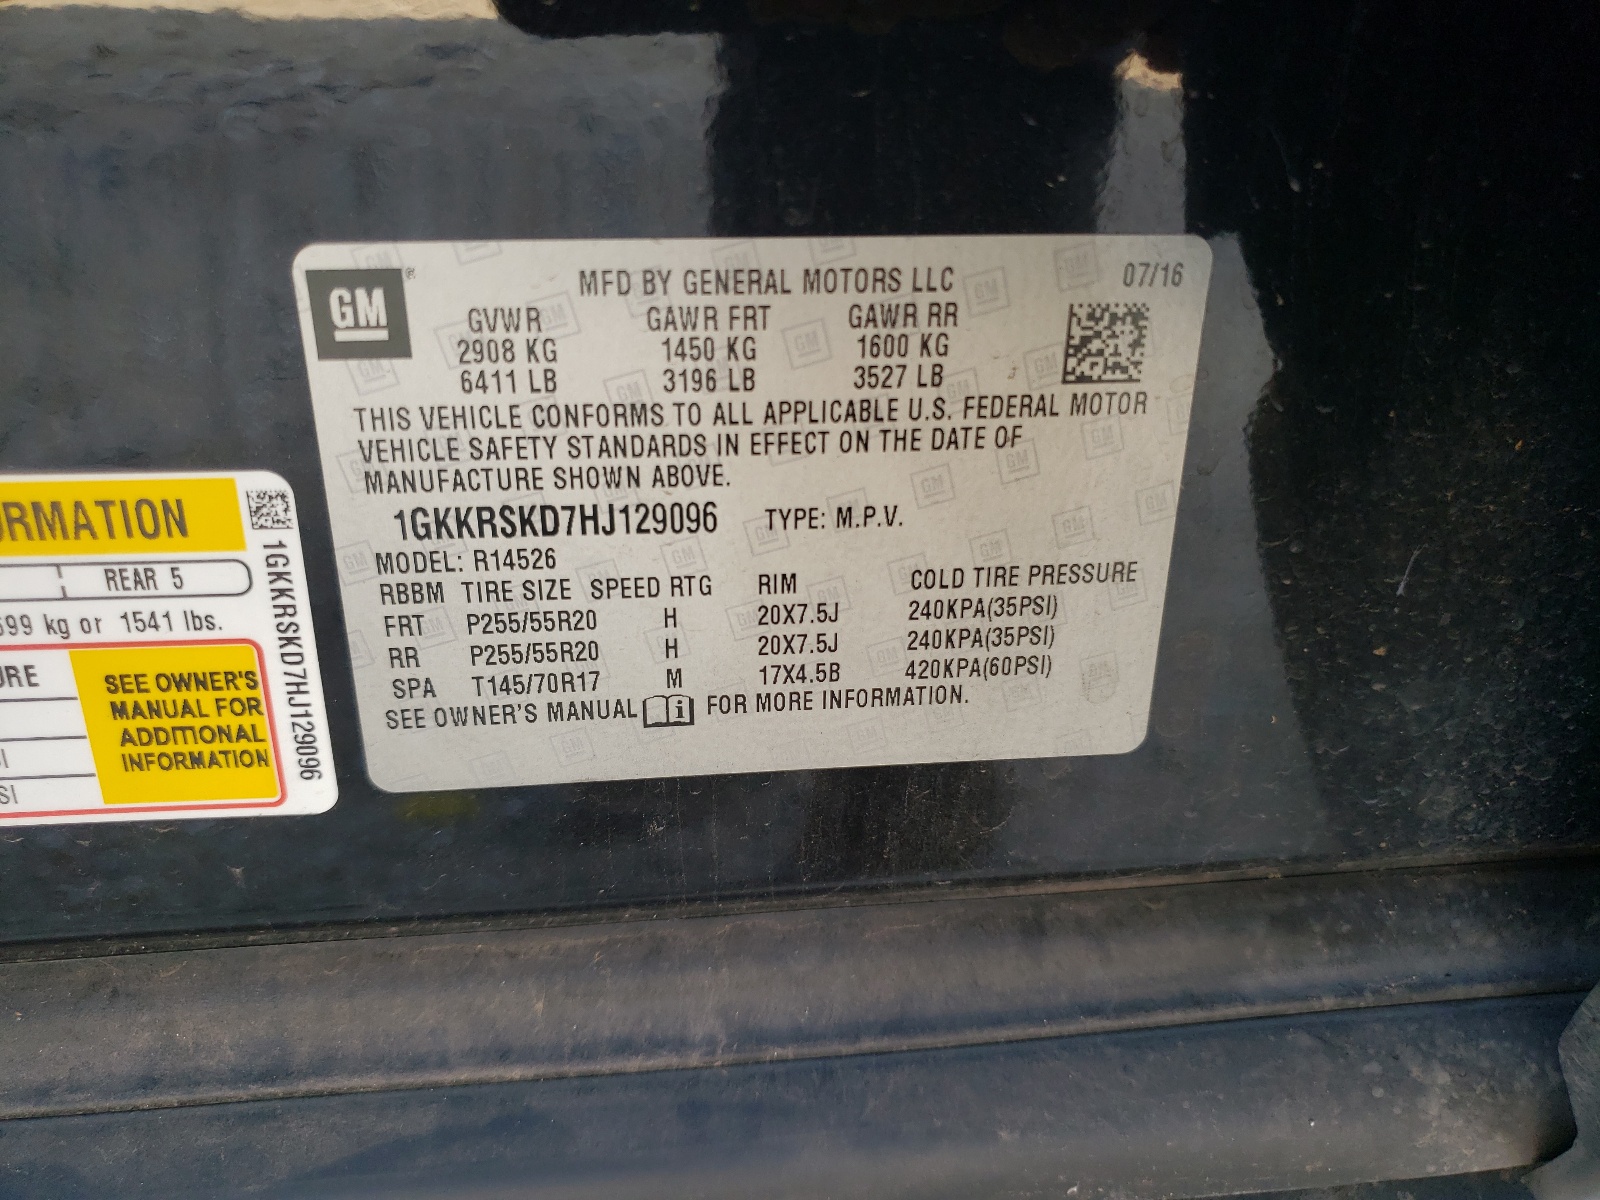 GM ®
MFD BY GENERAL MOTORS LLC
07/16
GVWR GAWR FRT GAWR RR
2908 KG 1450 KG 1600 KG
6411 LB 3196 LB 3527 LB
THIS VEHICLE CONFORMS TO ALL APPLICABLE U.S. FEDERAL MOTOR
VEHICLE SAFETY STANDARDS IN EFFECT ON THE DATE OF
MANUFACTURE SHOWN ABOVE.
1GKKRSKD7HJ129096 TYPE: M.P.V.
MODEL: R14526
RBBM TIRE SIZE SPEED RTG RIM COLD TIRE PRESSURE
FRT P255/55R20 H 20X7.5J 240KPA(35PSI)
RR P255/55R20 H 20X7.5J 240KPA(35PSI)
SPA T145/70R17 M 17X4.5B 420KPA(60PSI)
SEE OWNER'S MANUAL i FOR MORE INFORMATION.
RMATION
REAR 5
699 kg or 1541 lbs.
URE
SI
SEE OWNER'S
MANUAL FOR
ADDITIONAL
INFORMATION
1GKKRSKD7HJ129096